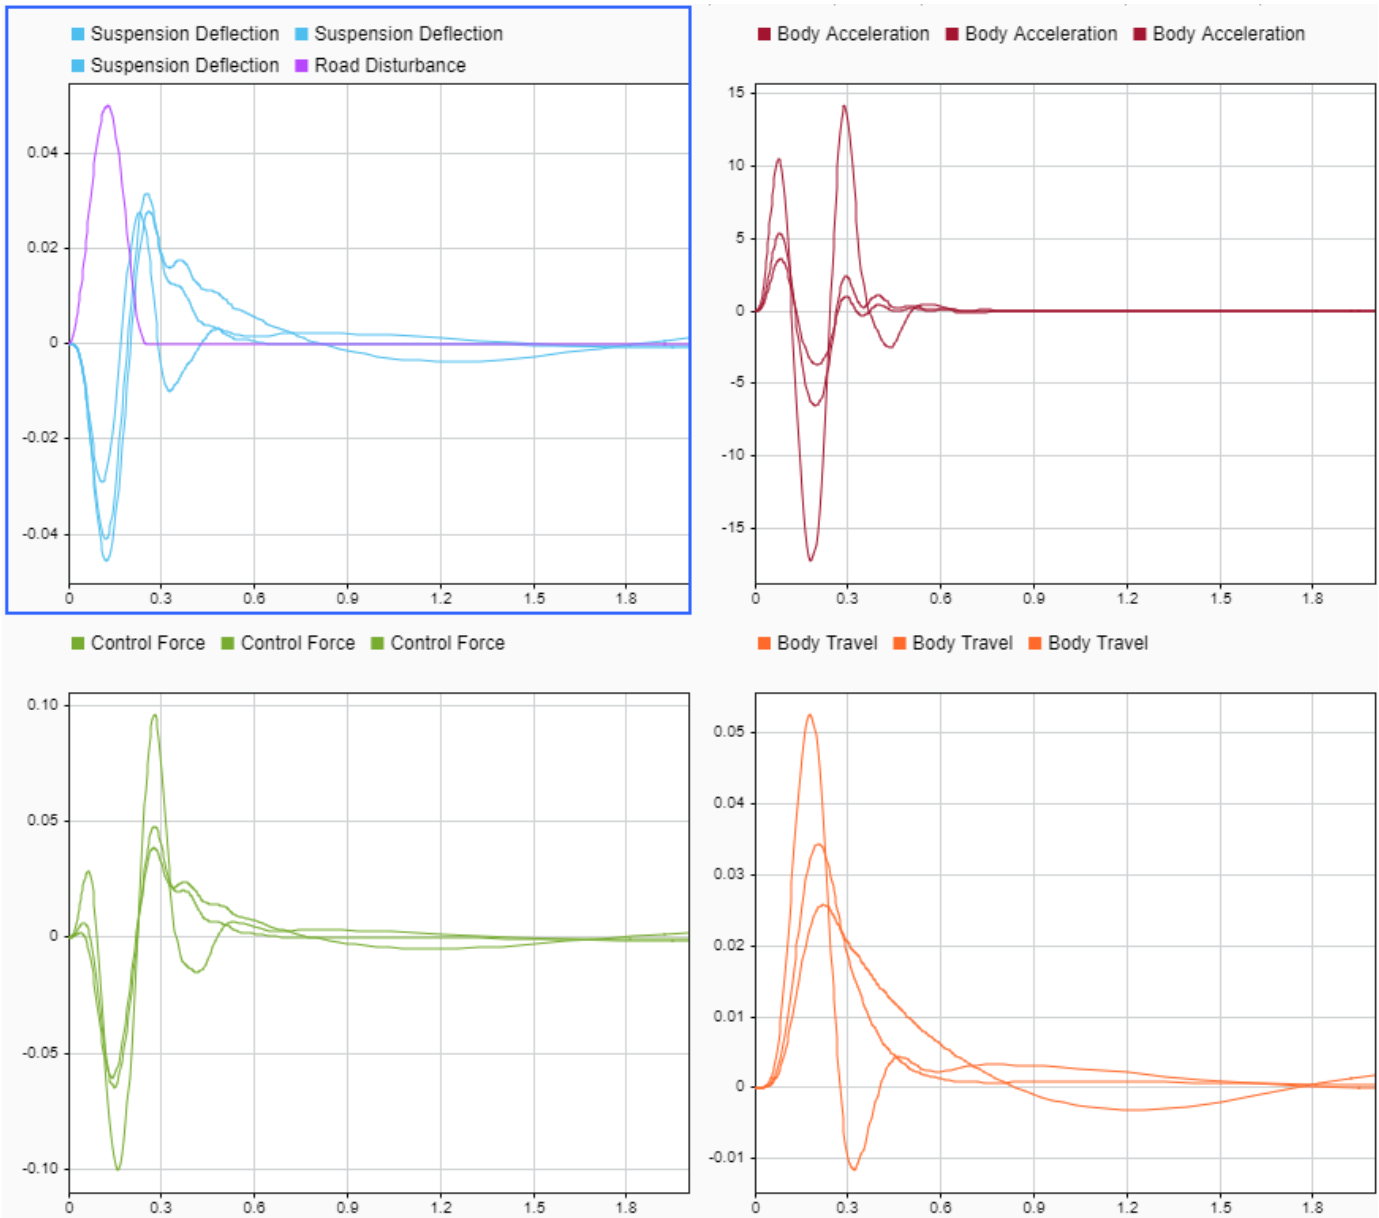 Suspension Deflection Suspension Deflection
Suspension Deflection Road Disturbance
0.04
0.02
0
-0.02
-0.04
0 0.3 0.6 0.9 1.2 1.5 1.8
Body Acceleration Body Acceleration Body Acceleration
15
10
5
0
-5
-10
-15
0 0.3 0.6 0.9 1.2 1.5 1.8
Control Force Control Force Control Force
0.10
0.05
0
-0.05
-0.10
0 0.3 0.6 0.9 1.2 1.5 1.8
Body Travel Body Travel Body Travel
0.05
0.04
0.03
0.02
0.01
0
-0.01
0 0.3 0.6 0.9 1.2 1.5 1.8